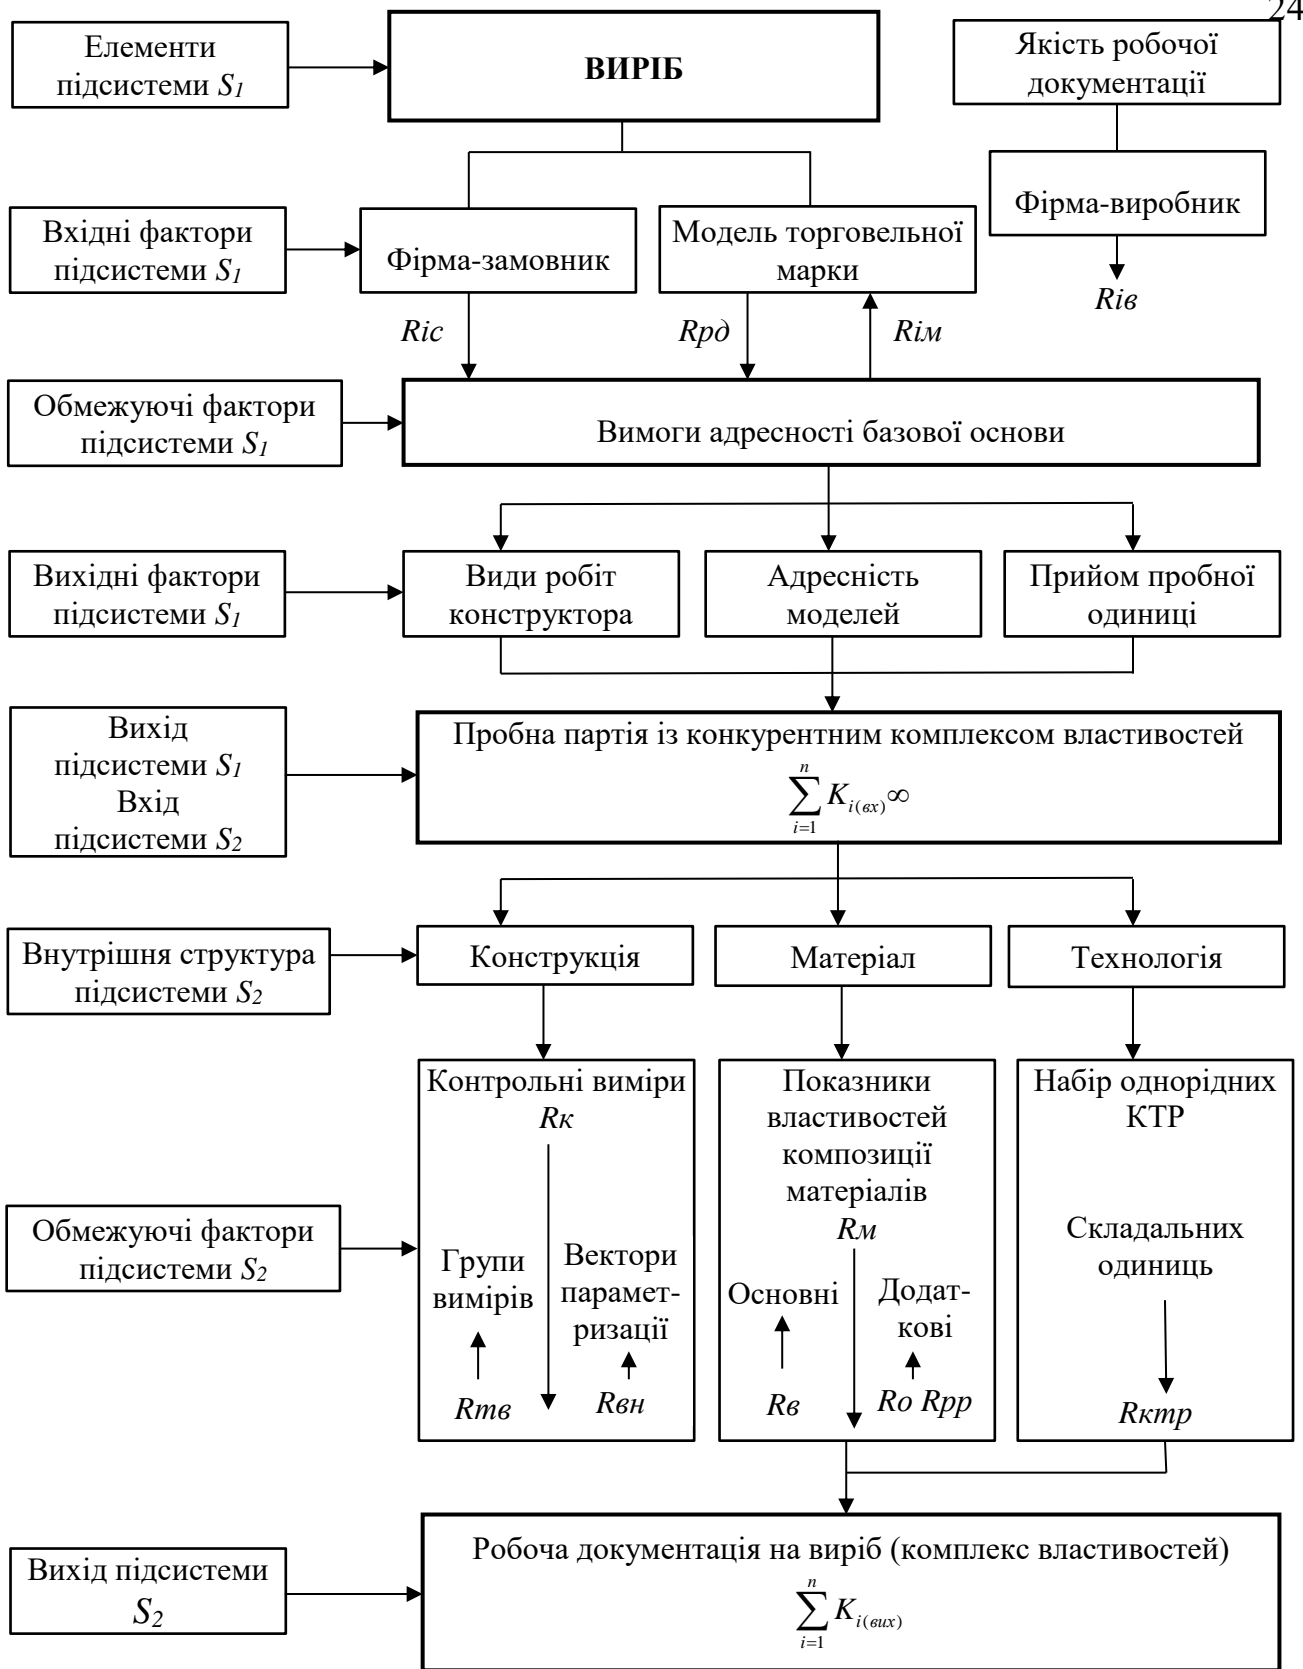 24
Елементи
підсистеми S1
ВИРІБ
Якість робочої
документації
Вхідні фактори
підсистеми S1
Фірма-замовник
Модель торговельної
марки
Фірма-виробник
Rіс
Rрд
Rім
Rів
Обмежуючі фактори
підсистеми S1
Вимоги адресності базової основи
Вихідні фактори
підсистеми S1
Види робіт
конструктора
Адресність
моделей
Прийом пробної
одиниці
Вихід
підсистеми S1
Вхід
підсистеми S2
Пробна партія із конкурентним комплексом властивостей
n
∑ Ki(вх)∞
i=1
Внутрішня структура
підсистеми S2
Конструкція
Матеріал
Технологія
Обмежуючі фактори
підсистеми S2
Контрольні виміри
Rк
Групи
вимірів
Rтв
Вектори
парамет-
ризації
Rвн
Показники
властивостей
композиції
матеріалів
Rм
Основні
Rв
Додат-
кові
Rо Rрр
Набір однорідних
КТР
Складальних
одиниць
Rктр
Вихід підсистеми
S2
Робоча документація на виріб (комплекс властивостей)
n
∑ Ki(вих)
i=1